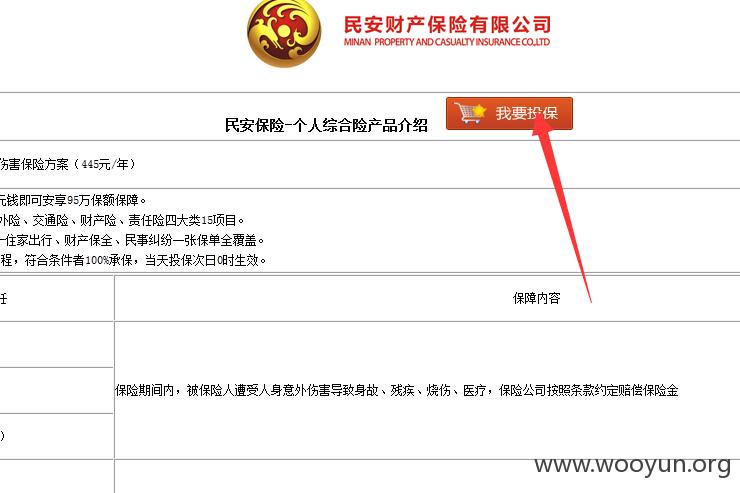 民安财产保险有限公司
MINAN PROPERTY AND CASUALTY INSURANCE CO.,LTD
民安保险-个人综合险产品介绍
我要投保
伤害保险方案（445元/年）
元钱即可安享95万保额保障。
外险、交通险、财产险、责任险四大类15项目。
一住家出行、财产保全、民事纠纷一张保单全覆盖。
程，符合条件者100%承保，当天投保次日0时生效。
任
保障内容
保险期间内，被保险人遭受人身意外伤害导致身故、残疾、烧伤、医疗，保险公司按照条款约定赔偿保险金
）
www.wooyun.org